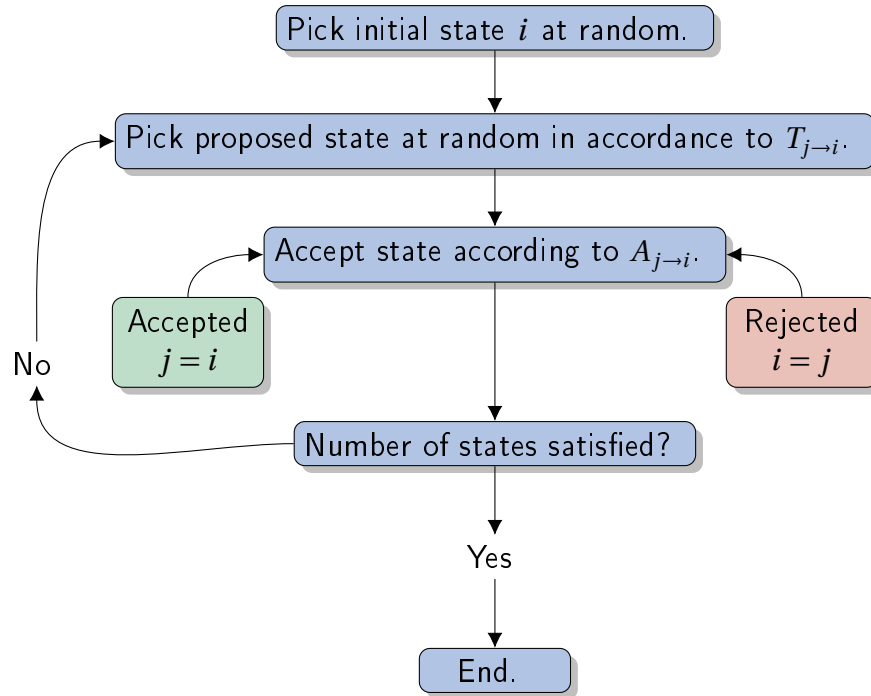 Pick initial state i at random.
Pick proposed state at random in accordance to T_{j→i}.
Accept state according to A_{j→i}.
Accepted
j = i
Rejected
i = j
No
Number of states satisfied?
Yes
End.